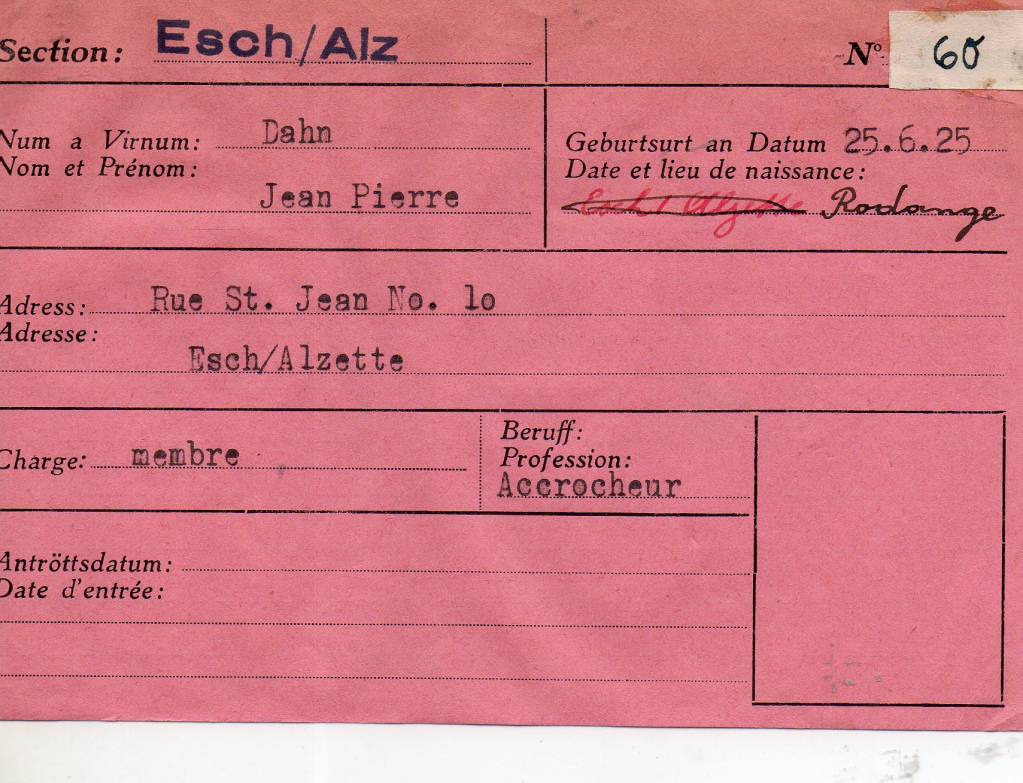 Section: Esch/Alz
Nº 60
Num a Virnum: Dahn
Nom et Prénom:
Jean Pierre
Geburtsurt an Datum 25.6.25
Date et lieu de naissance:
Esch / Alzette Rodange
Adress: Rue St. Jean No. lo
Adresse:
Esch/Alzette
Charge: membre
Beruff:
Profession:
Accrocheur
Antröttsdatum:
Date d'entrée: